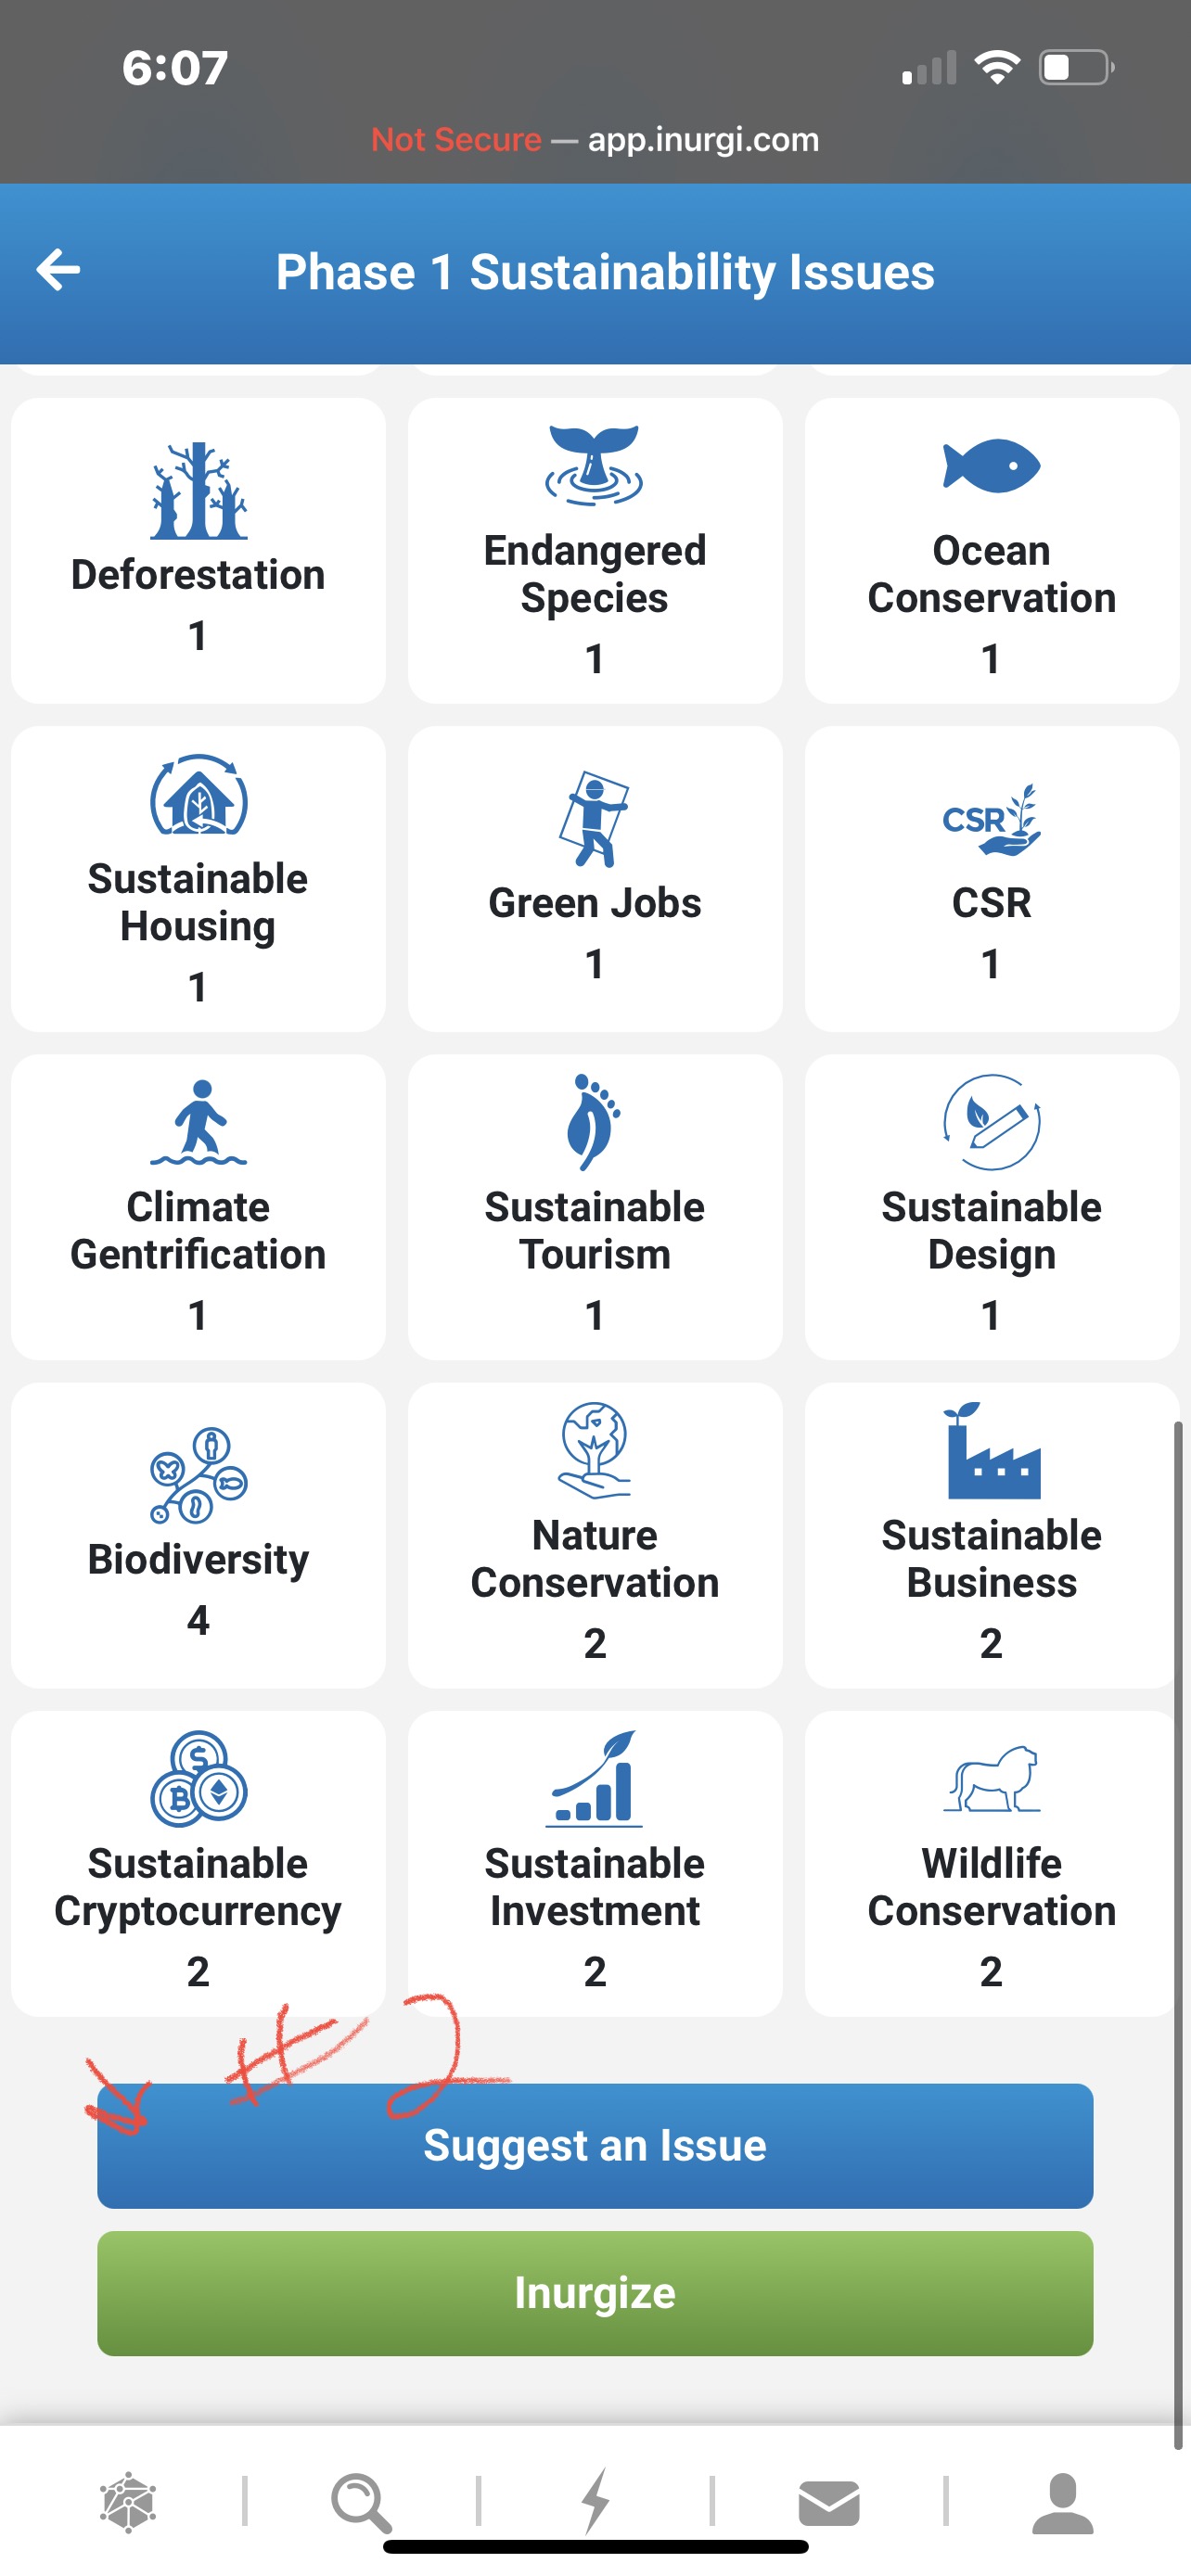 6:07
Not Secure — app.inurgi.com
Phase 1 Sustainability Issues
Deforestation
1
Endangered
Species
1
Ocean
Conservation
1
Sustainable
Housing
1
Green Jobs
1
CSR
CSR
1
Climate
Gentrification
1
Sustainable
Tourism
1
Sustainable
Design
1
Biodiversity
4
Nature
Conservation
2
Sustainable
Business
2
$
B
Sustainable
Cryptocurrency
2
Sustainable
Investment
2
Wildlife
Conservation
2
#2
Suggest an Issue
Inurgize